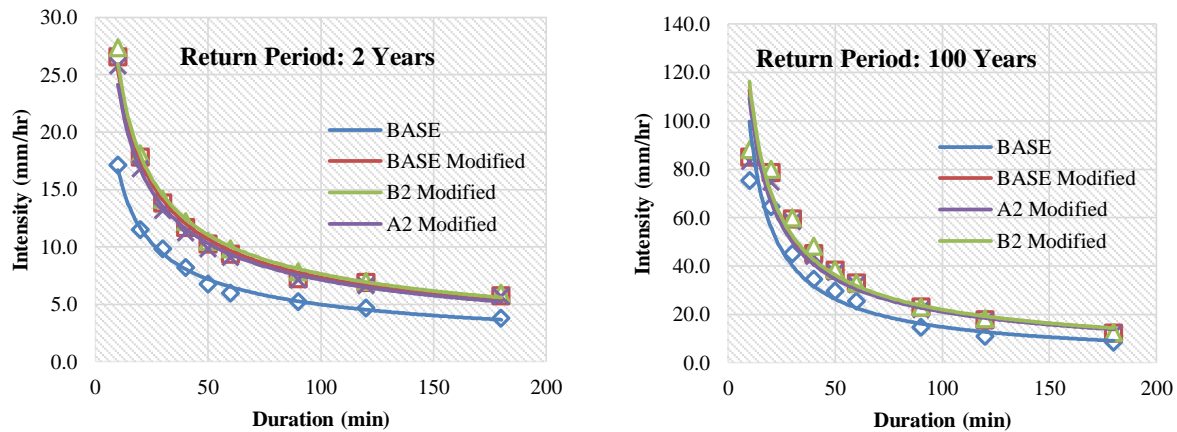 Return Period: 2 Years
Intensity (mm/hr)
30.0
25.0
20.0
15.0
10.0
5.0
0.0
BASE
BASE Modified
B2 Modified
A2 Modified
0 50 100 150 200
Duration (min)
Return Period: 100 Years
Intensity (mm/hr)
140.0
120.0
100.0
80.0
60.0
40.0
20.0
0.0
BASE
BASE Modified
A2 Modified
B2 Modified
0 50 100 150 200
Duration (min)